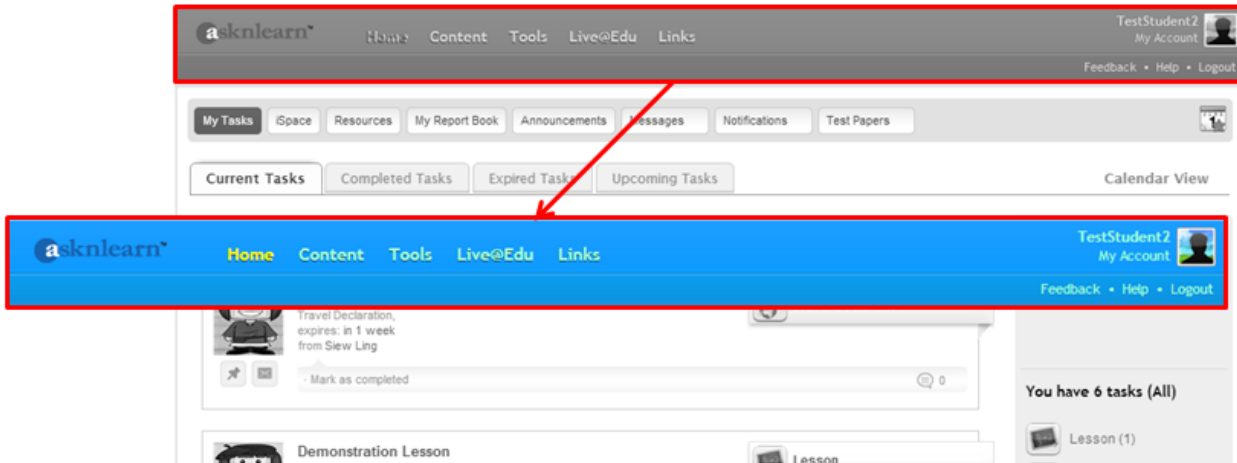 asknlearn™ Home Content Tools Live@Edu Links TestStudent2
My Account
Feedback • Help • Logout
My Tasks iSpace Resources My Report Book Announcements Messages Notifications Test Papers
Current Tasks Completed Tasks Expired Tasks Upcoming Tasks Calendar View
asknlearn™ Home Content Tools Live@Edu Links TestStudent2
My Account
Feedback • Help • Logout
Travel Declaration,
expires: in 1 week
from Siew Ling
· Mark as completed 0
You have 6 tasks (All)
Lesson (1)
Demonstration Lesson
Lesson